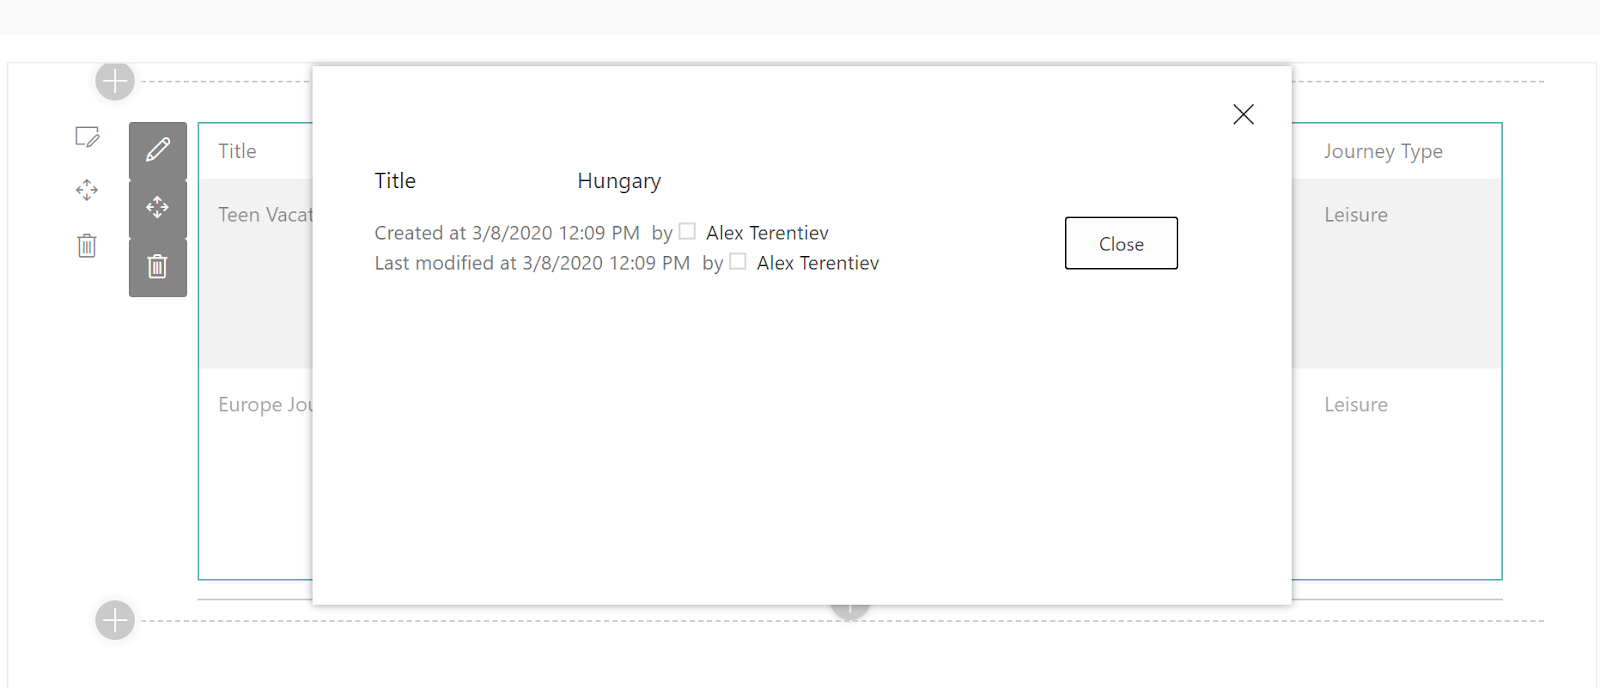 Title
Journey Type
Title Hungary
Teen Vacat
Leisure
Created at 3/8/2020 12:09 PM by Alex Terentiev
Close
Last modified at 3/8/2020 12:09 PM by Alex Terentiev
Europe Jou
Leisure